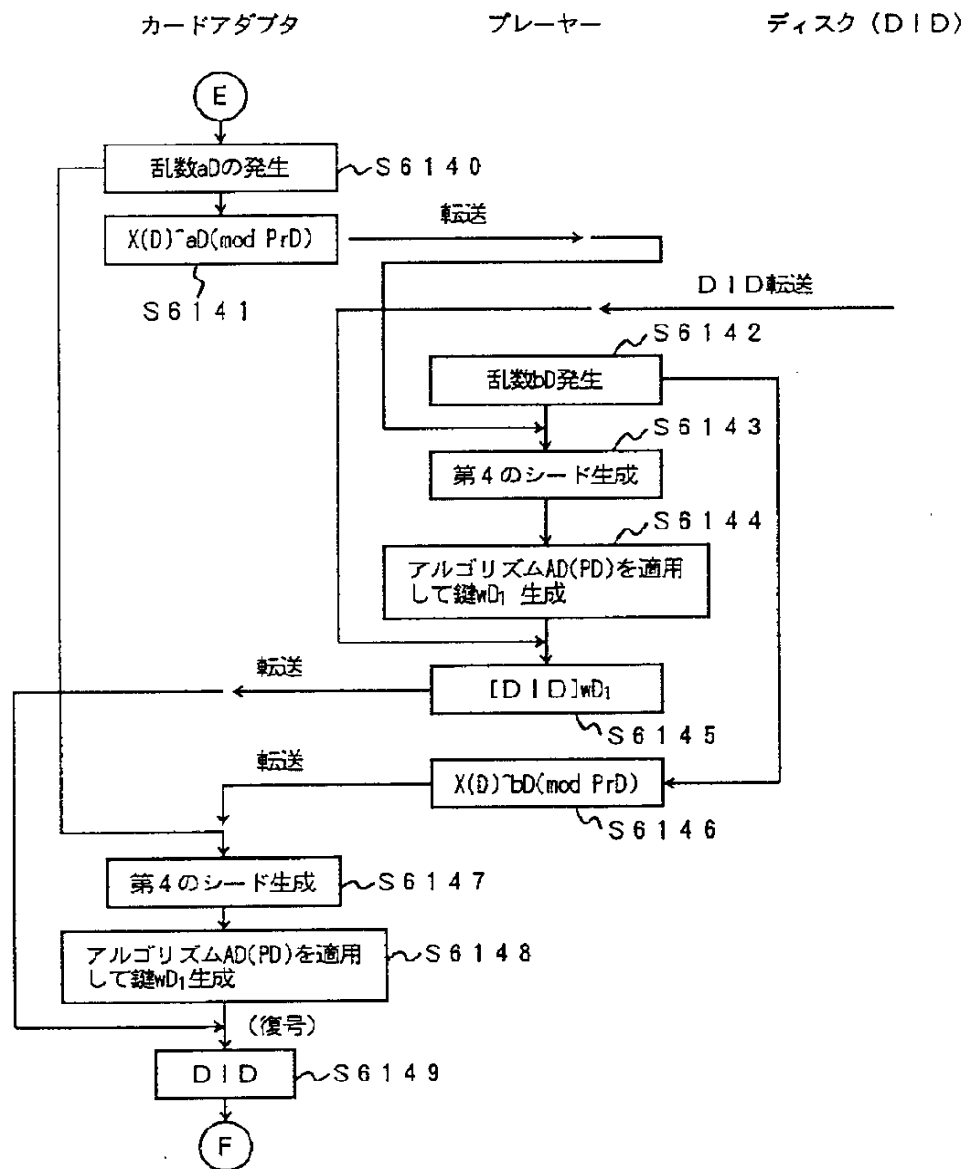 カードアダプタ
プレーヤー
ディスク(DID)
E
乱数aDの発生
S6140
X(D)^aD(mod PrD)
転送
S6141
DID転送
S6142
乱数bD発生
S6143
第4のシード生成
S6144
アルゴリズムAD(PD)を適用
して鍵wD₁ 生成
転送
[DID]wD₁
S6145
転送
X(D)^bD(mod PrD)
S6146
第4のシード生成
S6147
アルゴリズムAD(PD)を適用
して鍵wD₁生成
S6148
(復号)
DID
S6149
F